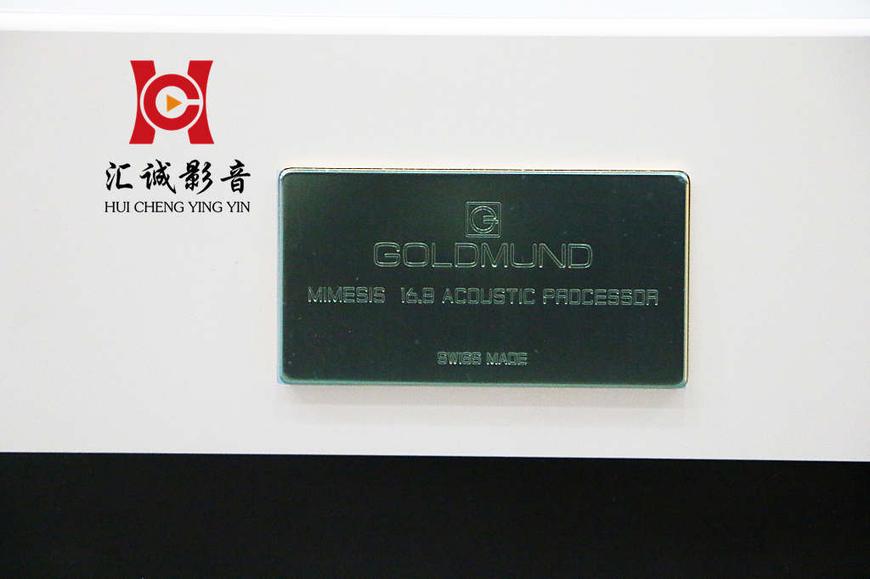 汇诚影音
HUI CHENG YING YIN
GOLDMUND
MIMESIS 16.8 ACOUSTIC PROCESSOR
SWISS MADE